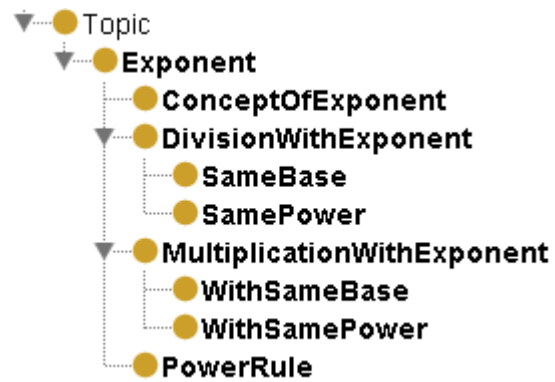 Topic
Exponent
ConceptOfExponent
DivisionWithExponent
SameBase
SamePower
MultiplicationWithExponent
WithSameBase
WithSamePower
PowerRule